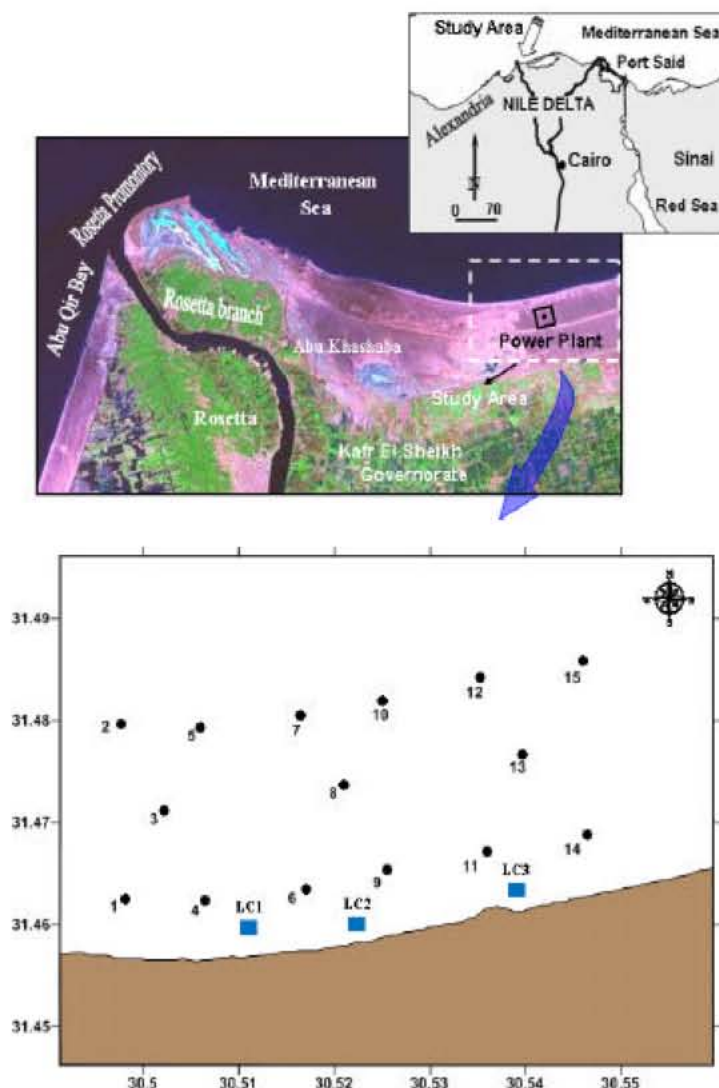 Study Area
Mediterranean Sea
Port Said
Alexandria
NILE DELTA
Cairo
Sinai
Red Sea
N
0 70
Mediterranean
Sea
Rosetta Promontory
Abu Qir Bay
Rosetta branch
Abu Khashaba
Power Plant
Rosetta
Study Area
Kafr El Sheikh
Governorate
31.49
31.48
31.47
31.46
31.45
15
12
10
7
2
5
13
8
3
14
11
9
6
1
4
LC3
LC1
LC2
N
S
30.5 30.51 30.52 30.53 30.54 30.55